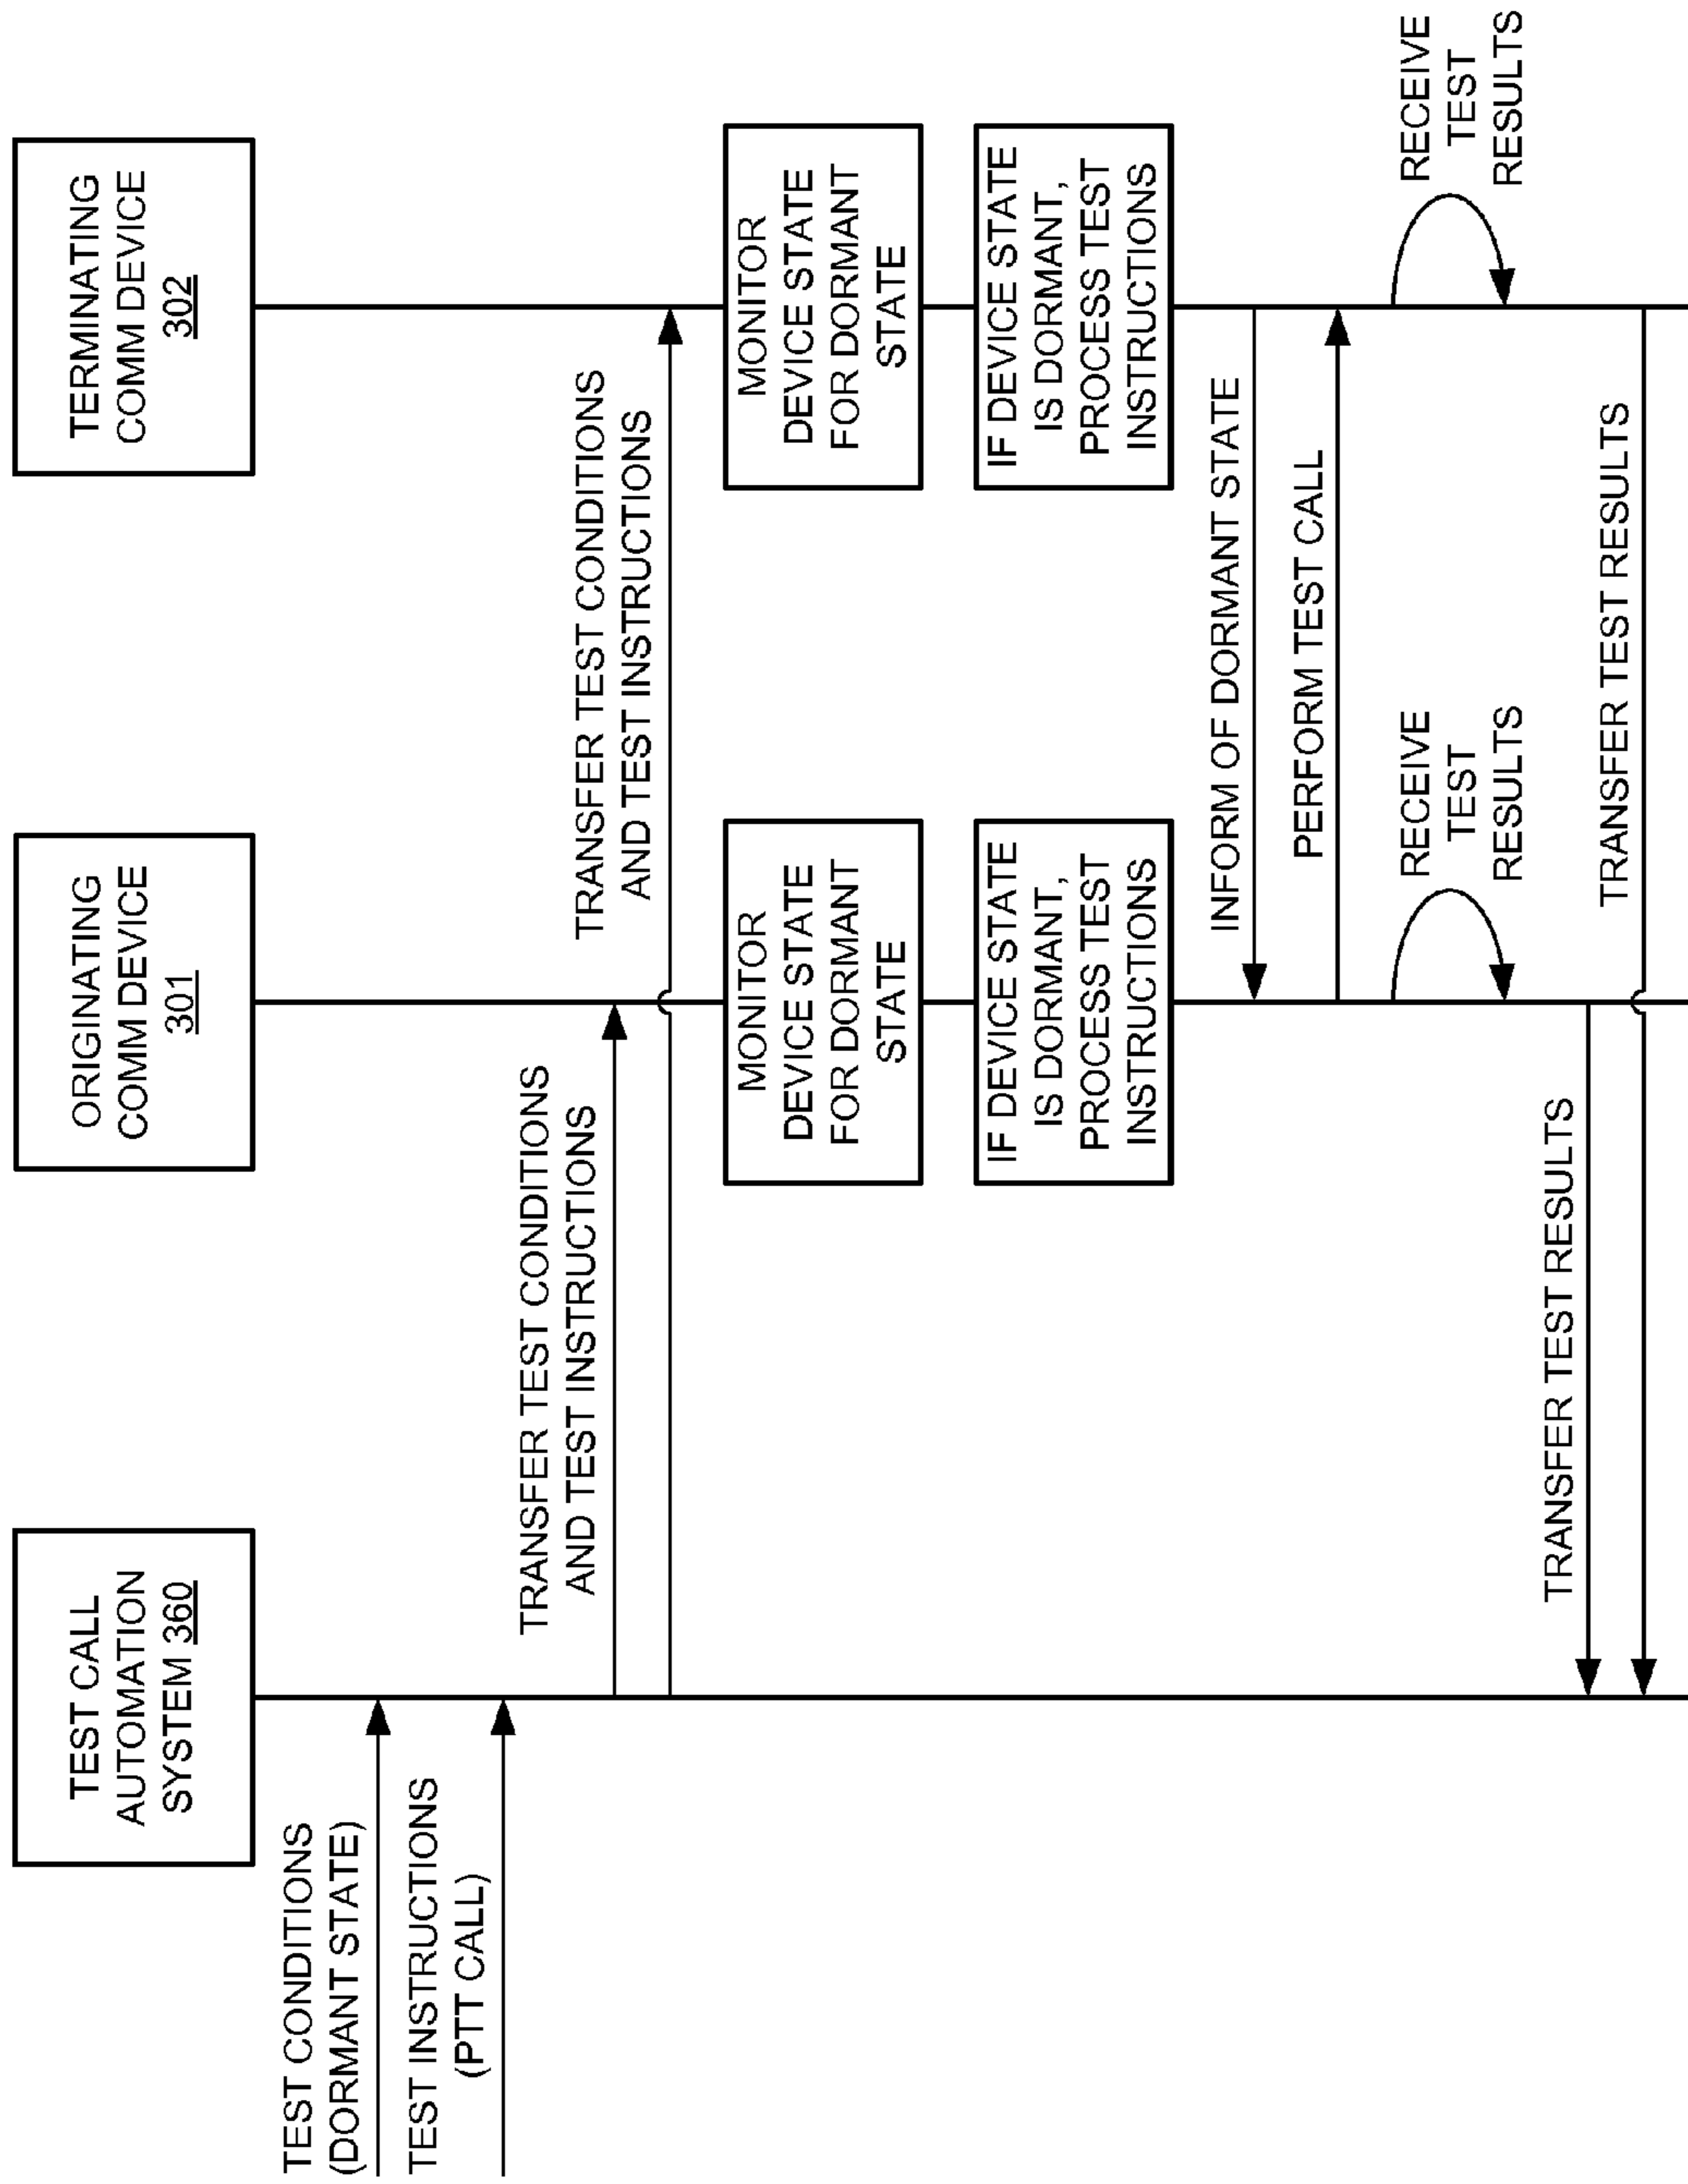 TEST CALL
AUTOMATION
SYSTEM 360
ORIGINATING
COMM DEVICE
301
TERMINATING
COMM DEVICE
302
TEST CONDITIONS
(DORMANT STATE)
TEST INSTRUCTIONS
(PTT CALL)
TRANSFER TEST CONDITIONS
AND TEST INSTRUCTIONS
TRANSFER TEST CONDITIONS
AND TEST INSTRUCTIONS
MONITOR
DEVICE STATE
FOR DORMANT
STATE
MONITOR
DEVICE STATE
FOR DORMANT
STATE
IF DEVICE STATE
IS DORMANT,
PROCESS TEST
INSTRUCTIONS
IF DEVICE STATE
IS DORMANT,
PROCESS TEST
INSTRUCTIONS
INFORM OF DORMANT STATE
PERFORM TEST CALL
RECEIVE
TEST
RESULTS
RECEIVE
TEST
RESULTS
TRANSFER TEST RESULTS
TRANSFER TEST RESULTS